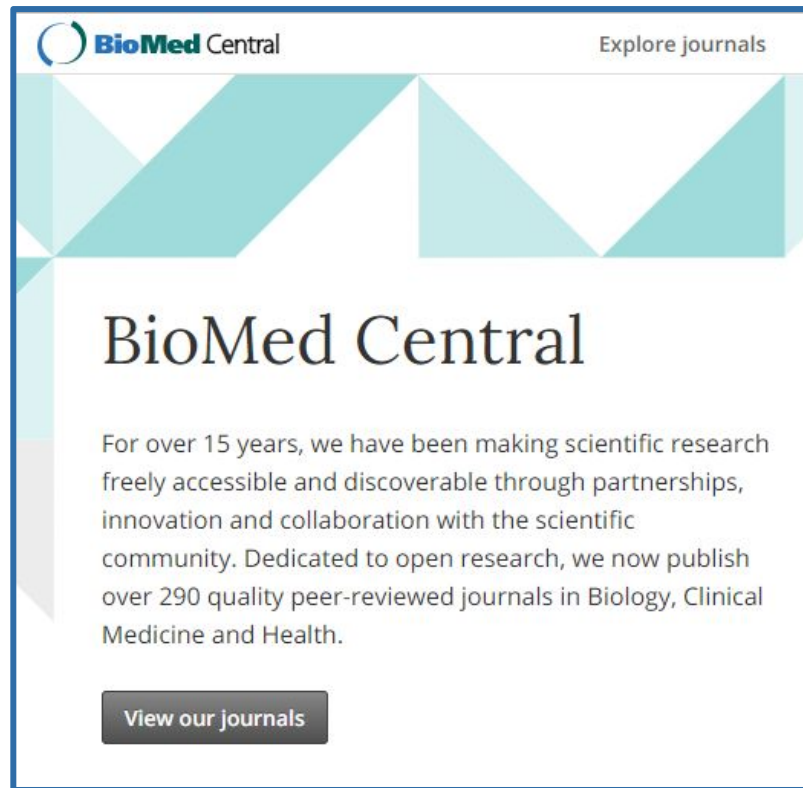 BioMed Central
Explore journals
BioMed Central
For over 15 years, we have been making scientific research
freely accessible and discoverable through partnerships,
innovation and collaboration with the scientific
community. Dedicated to open research, we now publish
over 290 quality peer-reviewed journals in Biology, Clinical
Medicine and Health.
View our journals